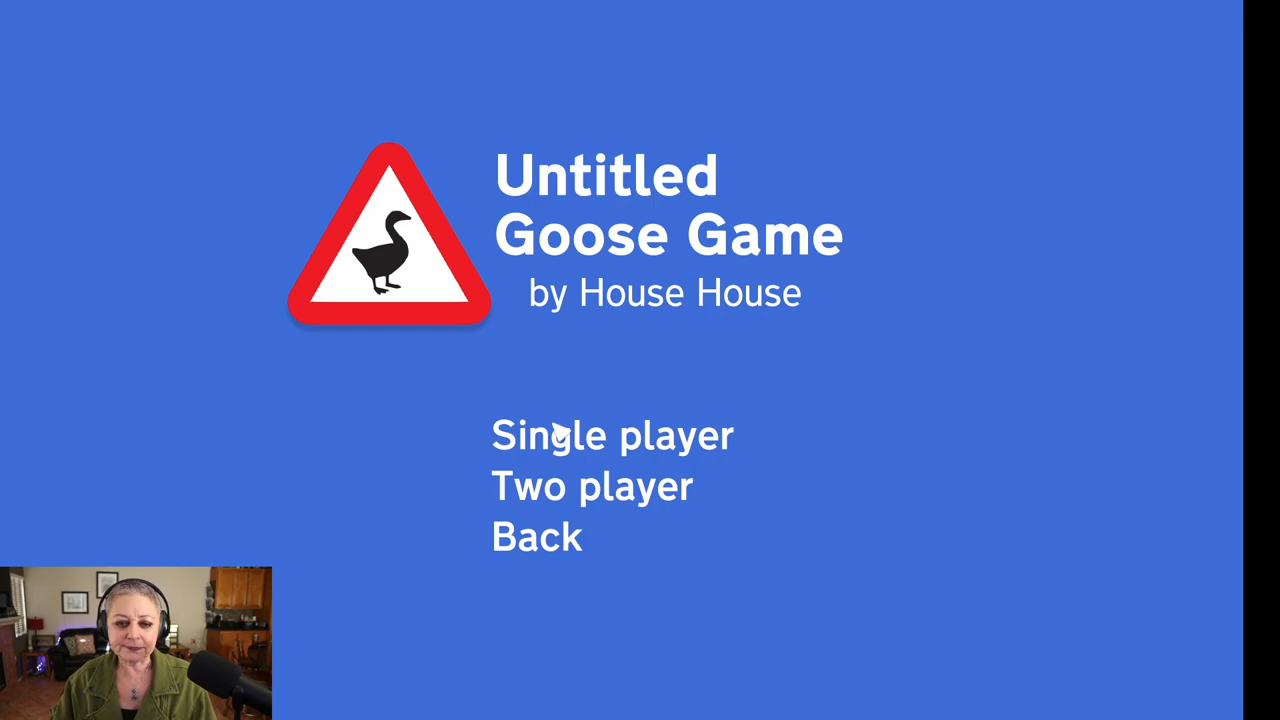 Untitled
Goose Game
by House House
Single player
Two player
Back